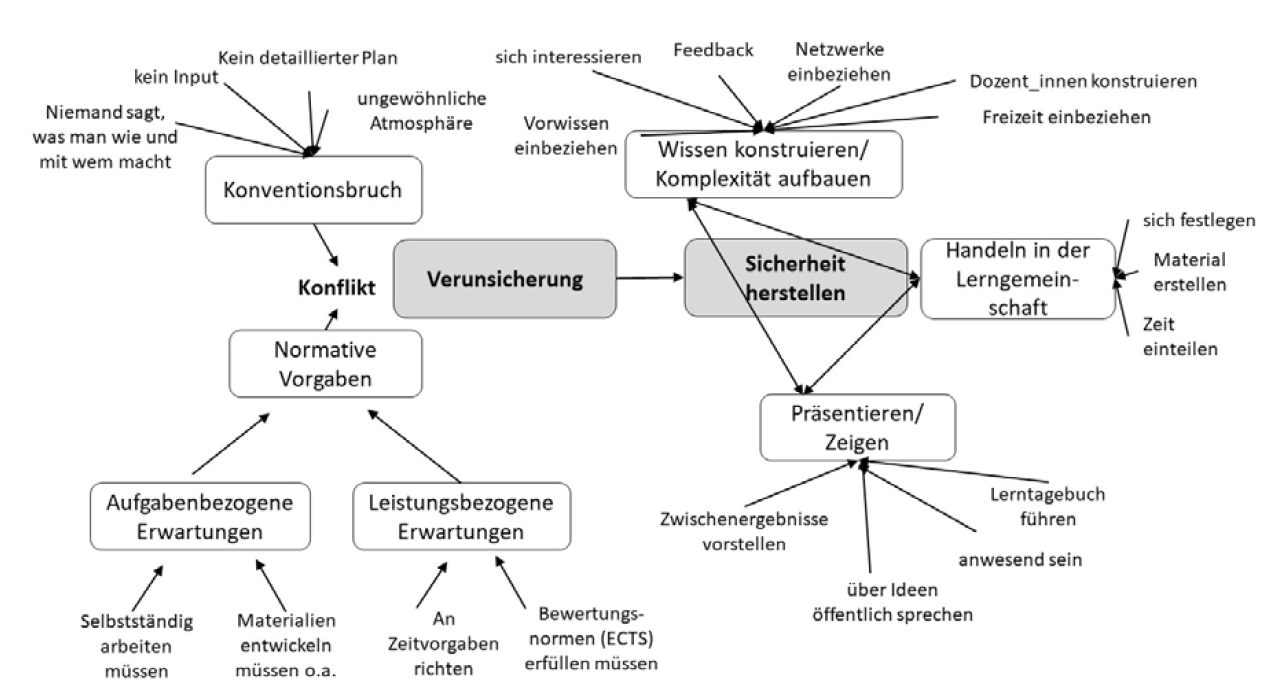 Kein detaillierter Plan
kein Input
Niemand sagt,
was man wie und
mit wem macht
ungewöhnliche
Atmosphäre
Konventionsbruch
Konflikt
Normative
Vorgaben
Aufgabenbezogene
Erwartungen
Leistungsbezogene
Erwartungen
Selbstständig
arbeiten
müssen
Materialien
entwickeln
müssen o.a.
An
Zeitvorgaben
richten
Bewertungs-
normen (ECTS)
erfüllen müssen
Verunsicherung
Sicherheit
herstellen
sich interessieren
Feedback
Netzwerke
einbeziehen
Dozent_innen konstruieren
Freizeit einbeziehen
Vorwissen
einbeziehen
Wissen konstruieren/
Komplexität aufbauen
Handeln in der
Lerngemein-
schaft
sich festlegen
Material
erstellen
Zeit
einteilen
Präsentieren/
Zeigen
Zwischenergebnisse
vorstellen
über Ideen
öffentlich sprechen
anwesend sein
Lerntagebuch
führen